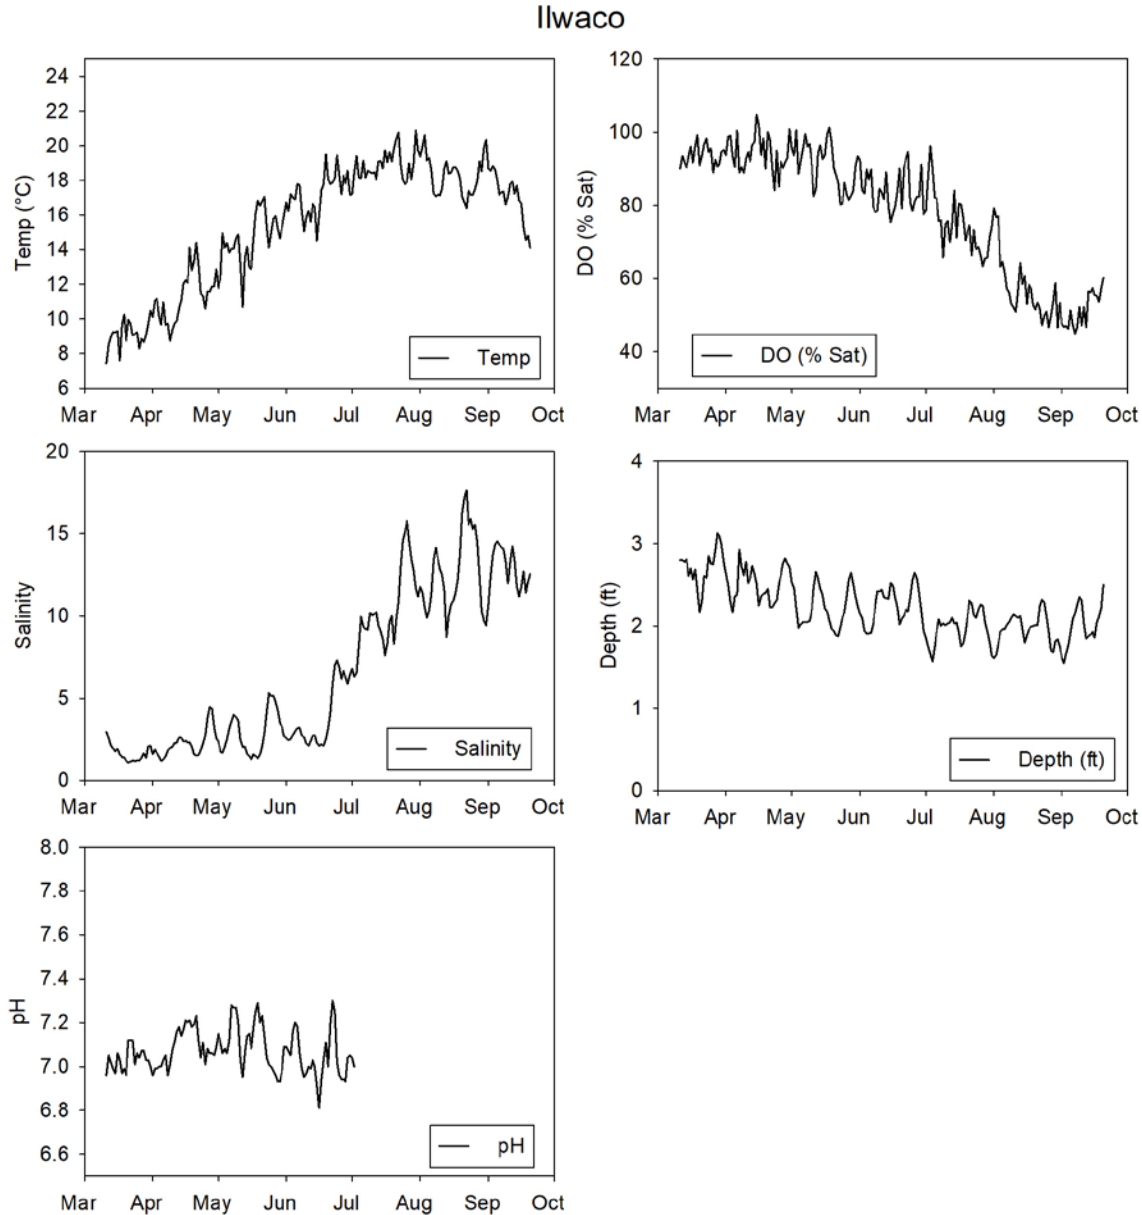 Ilwaco
24
22
20
18
16
14
12
10
8
6
Temp (°C)
Temp
Mar Apr May Jun Jul Aug Sep Oct
120
100
80
60
40
DO (% Sat)
DO (% Sat)
Mar Apr May Jun Jul Aug Sep Oct
20
15
10
5
0
Salinity
Salinity
Mar Apr May Jun Jul Aug Sep Oct
4
3
2
1
0
Depth (ft)
Depth (ft)
Mar Apr May Jun Jul Aug Sep Oct
8.0
7.8
7.6
7.4
7.2
7.0
6.8
6.6
pH
pH
Mar Apr May Jun Jul Aug Sep Oct